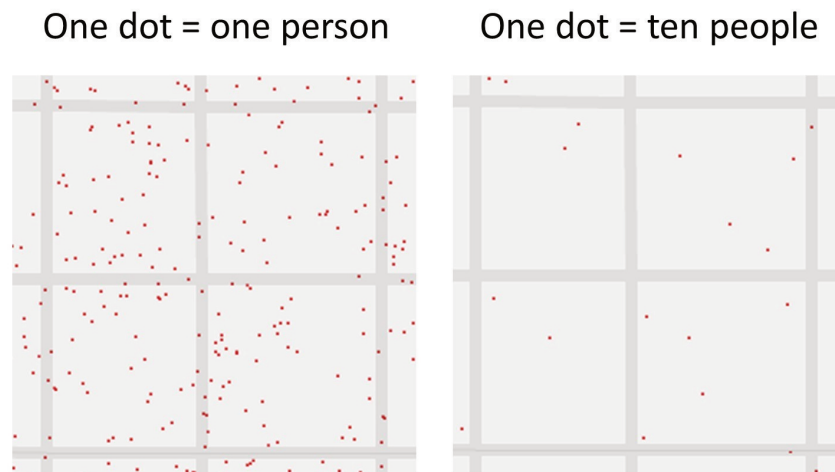 One dot = one person
One dot = ten people